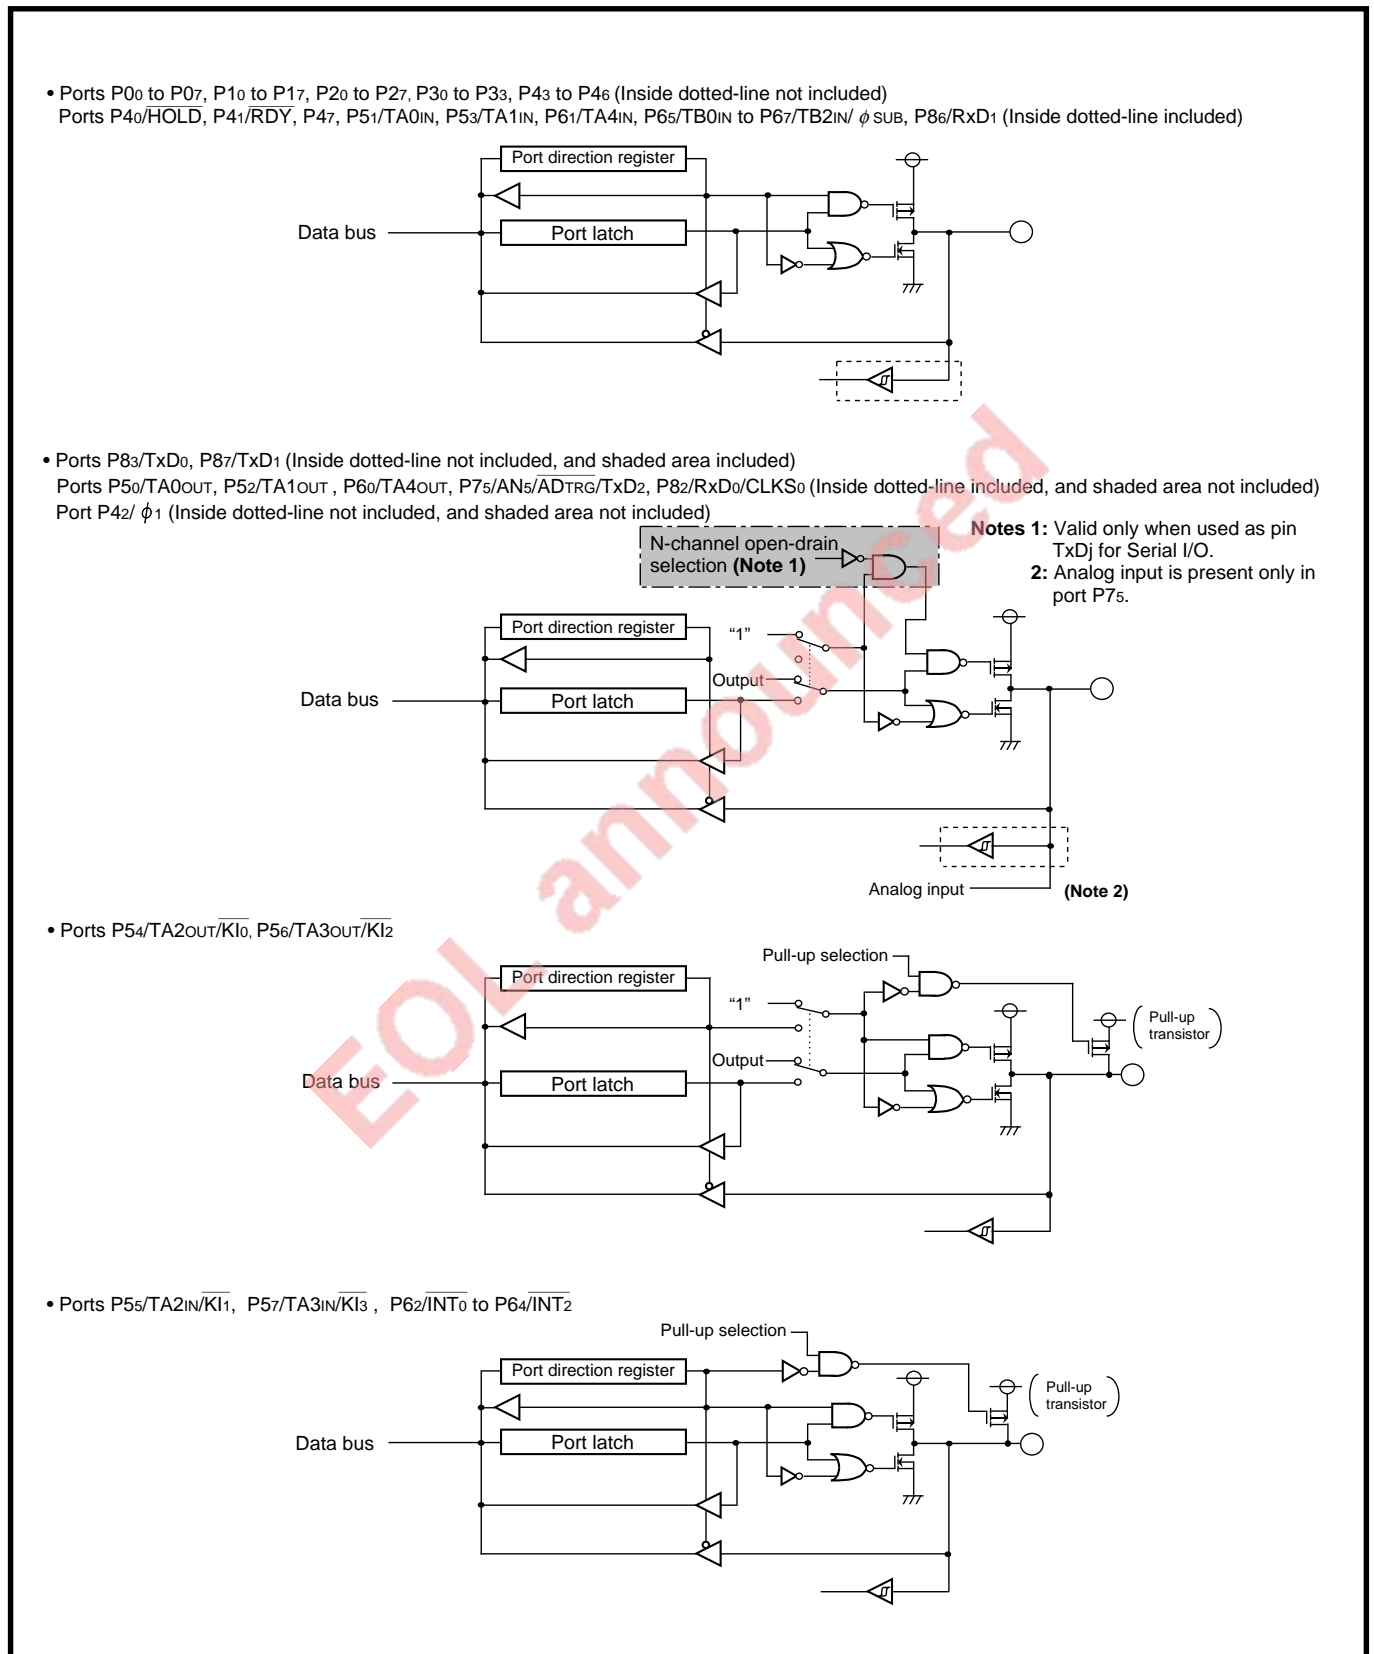 • Ports P00 to P07, P10 to P17, P20 to P27, P30 to P33, P43 to P46 (Inside dotted-line not included)
Ports P40/HOLD, P41/RDY, P47, P51/TA0IN, P53/TA1IN, P61/TA4IN, P65/TB0IN to P67/TB2IN/ φ SUB, P86/RxD1 (Inside dotted-line included)
Port direction register
Data bus
Port latch
• Ports P83/TxD0, P87/TxD1 (Inside dotted-line not included, and shaded area included)
Ports P50/TA0OUT, P52/TA1OUT , P60/TA4OUT, P75/AN5/ADTRG/TxD2, P82/RxD0/CLKS0 (Inside dotted-line included, and shaded area not included)
Port P42/ φ1 (Inside dotted-line not included, and shaded area not included)
N-channel open-drain
selection (Note 1)
Notes 1: Valid only when used as pin
TxDj for Serial I/O.
2: Analog input is present only in
port P75.
Port direction register
“1”
Output
Data bus
Port latch
Analog input
(Note 2)
• Ports P54/TA2OUT/KI0, P56/TA3OUT/KI2
Pull-up selection
Port direction register
“1”
Pull-up
transistor
Output
Data bus
Port latch
• Ports P55/TA2IN/KI1, P57/TA3IN/KI3 , P62/INT0 to P64/INT2
Pull-up selection
Port direction register
Pull-up
transistor
Data bus
Port latch
EOL announced